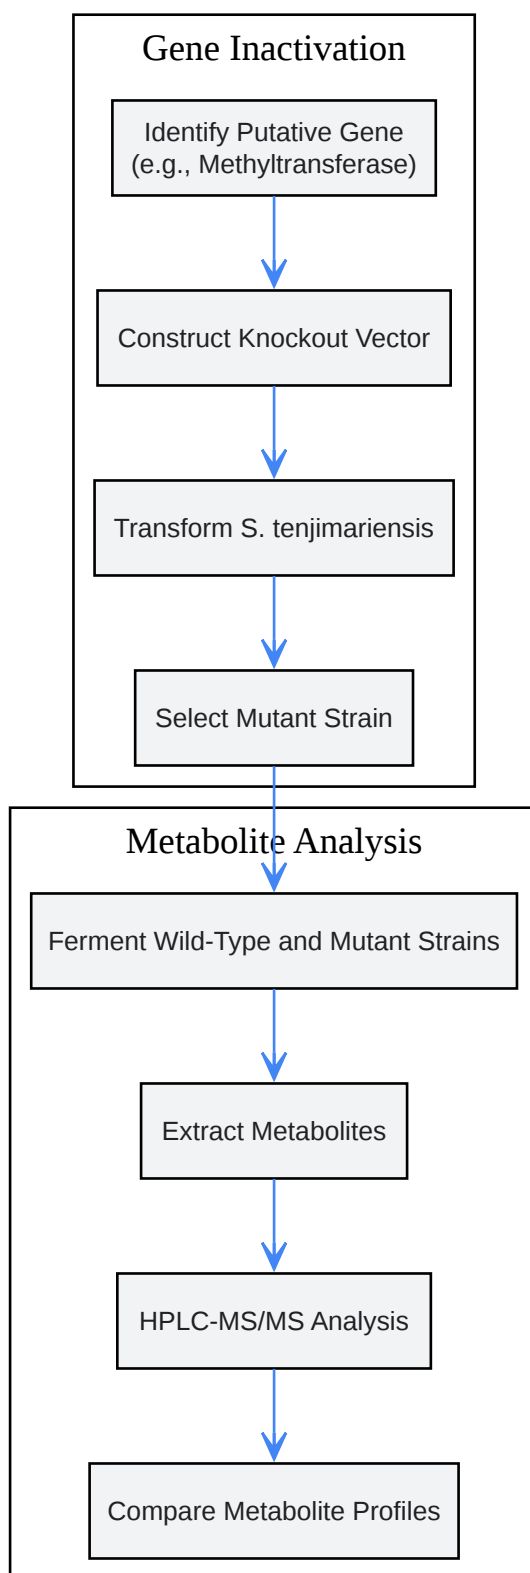 Gene Inactivation
Identify Putative Gene
(e.g., Methyltransferase)
Construct Knockout Vector
Transform S. tenjimariensis
Select Mutant Strain
Metabolite Analysis
Ferment Wild-Type and Mutant Strains
Extract Metabolites
HPLC-MS/MS Analysis
Compare Metabolite Profiles